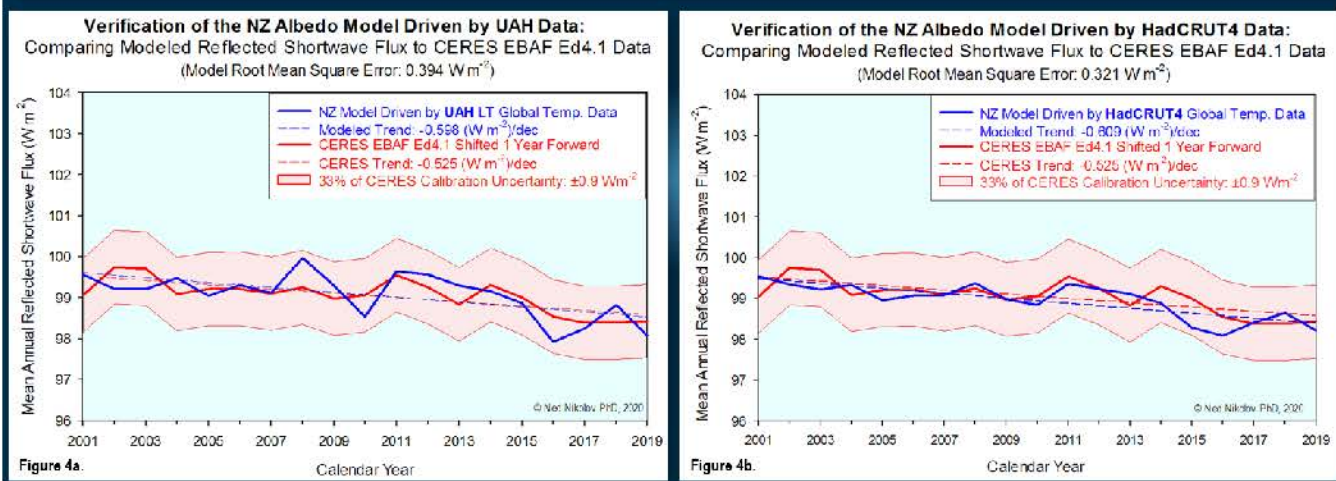 Verification of the NZ Albedo Model Driven by UAH Data:
Comparing Modeled Reflected Shortwave Flux to CERES EBAF Ed4.1 Data
(Model Root Mean Square Error: 0.394 W m-2)
Mean Annual Reflected Shortwave Flux (W m-2)
104
103
102
101
100
99
98
97
96
NZ Model Driven by UAH LT Global Temp. Data
Modeled Trend: -0.598 (W m-2)/dec
CERES EBAF Ed4.1 Shifted 1 Year Forward
CERES Trend: -0.525 (W m-2)/dec
33% of CERES Calibration Uncertainty: ±0.9 Wm-2
© Ned Nikolov, PhD, 2020
2001 2003 2005 2007 2009 2011 2013 2015 2017 2019
Figure 4a.
Calendar Year
Verification of the NZ Albedo Model Driven by HadCRUT4 Data:
Comparing Modeled Reflected Shortwave Flux to CERES EBAF Ed4.1 Data
(Model Root Mean Square Error: 0.321 W m-2)
Mean Annual Reflected Shortwave Flux (W m-2)
104
103
102
101
100
99
98
97
96
NZ Model Driven by HadCRUT4 Global Temp. Data
Modeled Trend: -0.609 (W m-2)/dec
CERES EBAF Ed4.1 Shifted 1 Year Forward
CERES Trend: -0.525 (W m-2)/dec
33% of CERES Calibration Uncertainty: ±0.9 Wm-2
© Ned Nikolov, PhD, 2020
2001 2003 2005 2007 2009 2011 2013 2015 2017 2019
Figure 4b.
Calendar Year